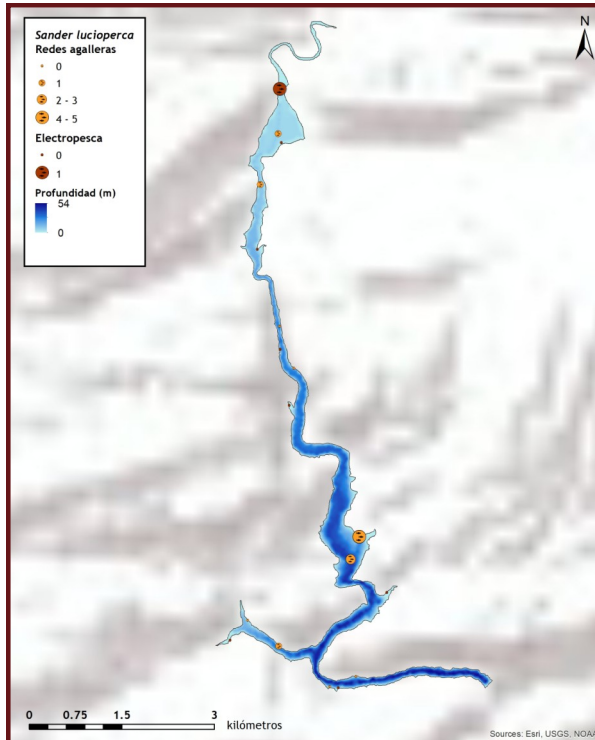 Sander lucioperca
Redes agalleras
0
1
2 - 3
4 - 5
Electropesca
0
1
Profundidad (m)
54
0
N
0 0.75 1.5 3 kilómetros
Sources: Esri, USGS, NOAA